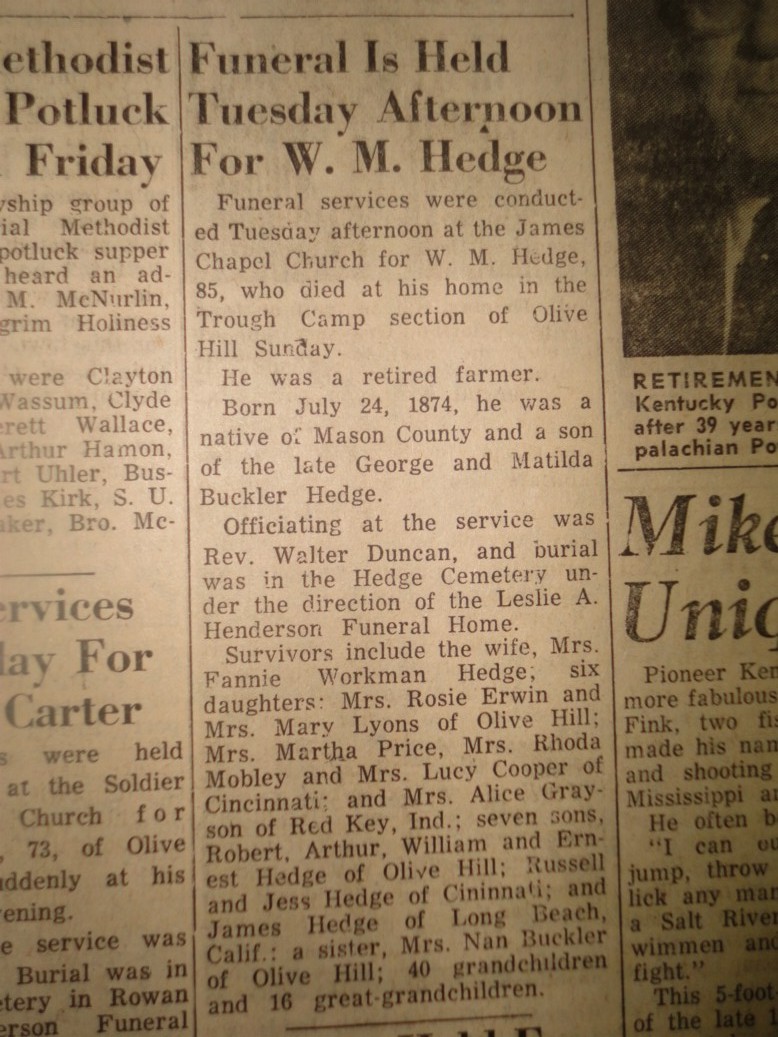 Methodist
Potluck
Friday
group of
Methodist
potluck supper
heard an ad-
M. McNurlin,
Holiness
were Clayton
Wassum, Clyde
Wallace,
Arthur Hamon,
Uhler, Bus-
Kirk, S. U.
Bro. Mc-
Services
For
Carter
were held
at the Soldier
Church for
, 73, of Olive
suddenly at his
evening.
service was
Burial was in
in Rowan
Funeral
Funeral Is Held
Tuesday Afternoon
For W. M. Hedge
Funeral services were conduct-
ed Tuesday afternoon at the James
Chapel Church for W. M. Hedge,
85, who died at his home in the
Trough Camp section of Olive
Hill Sunday.
He was a retired farmer.
Born July 24, 1874, he was a
native of Mason County and a son
of the late George and Matilda
Buckler Hedge.
Officiating at the service was
Rev. Walter Duncan, and burial
was in the Hedge Cemetery un-
der the direction of the Leslie A.
Henderson Funeral Home.
Survivors include the wife, Mrs.
Fannie Workman Hedge; six
daughters: Mrs. Rosie Erwin and
Mrs. Mary Lyons of Olive Hill;
Mrs. Martha Price, Mrs. Rhoda
Mobley and Mrs. Lucy Cooper of
Cincinnati; and Mrs. Alice Gray-
son of Red Key, Ind.; seven sons,
Robert, Arthur, William and Ern-
est Hedge of Olive Hill; Russell
and Jess Hedge of Cininnati; and
James Hedge of Long Beach,
Calif.: a sister, Mrs. Nan Buckler
of Olive Hill; 40 grandchildren
and 16 great-grandchildren.
RETIREMEN
Kentucky Po
after 39 year
palachian Po
Mike
Uniq
Pioneer Ken
more fabulous
Fink, two fis
made his nam
and shooting
Mississippi a
He often b
"I can ou
jump, throw
lick any man
a Salt River
wimmen and
fight."
This 5-foot-
of the late 1